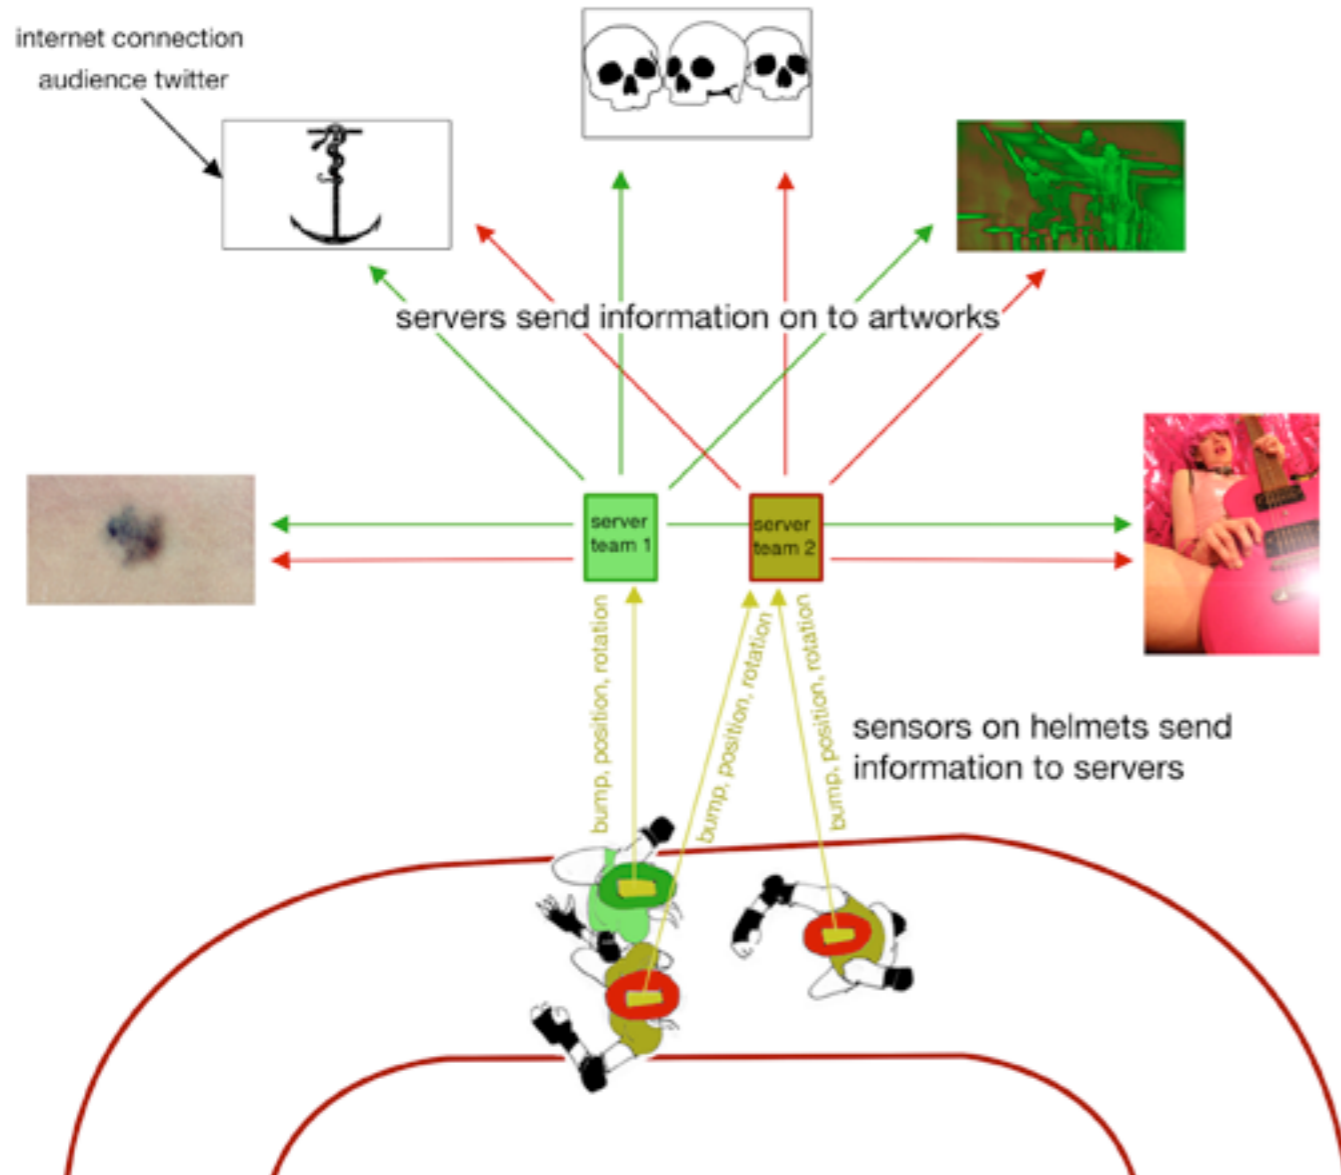 internet connection
audience twitter
servers send information on to artworks
server
team 1
server
team 2
bump, position, rotation
bump, position, rotation
bump, position, rotation
sensors on helmets send
information to servers